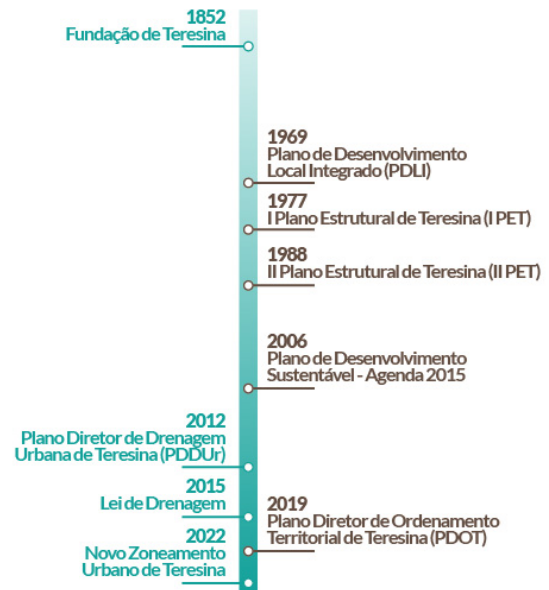 1852
Fundação de Teresina
1969
Plano de Desenvolvimento
Local Integrado (PDLI)
1977
I Plano Estrutural de Teresina (I PET)
1988
II Plano Estrutural de Teresina (II PET)
2006
Plano de Desenvolvimento
Sustentável - Agenda 2015
2012
Plano Diretor de Drenagem
Urbana de Teresina (PDDUr)
2015
Lei de Drenagem
2019
Plano Diretor de Ordenamento
Territorial de Teresina (PDOT)
2022
Novo Zoneamento
Urbano de Teresina